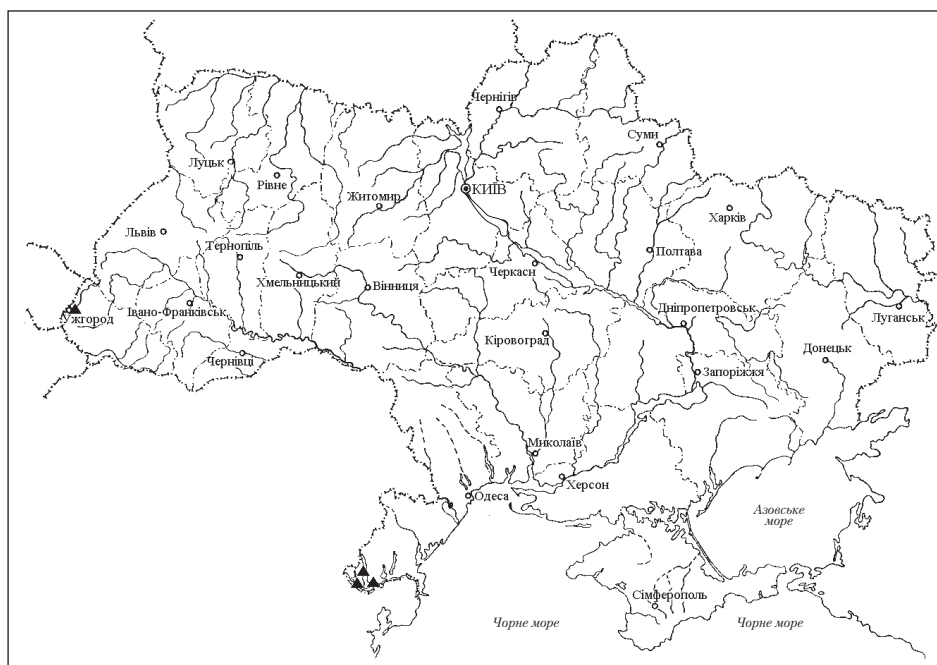 Чернігів
Суми
Луцьк
Рівне
КИЇВ
Житомир
Харків
Львів
Тернопіль
Полтава
Хмельницький
Черкаси
Вінниця
Ужгород
Івано-Франківськ
Дніпропетровськ
Луганськ
Кіровоград
Донецьк
Чернівці
Запоріжжя
Миколаїв
Херсон
Одеса
Азовське
море
Сімферополь
Чорне море
Чорне море